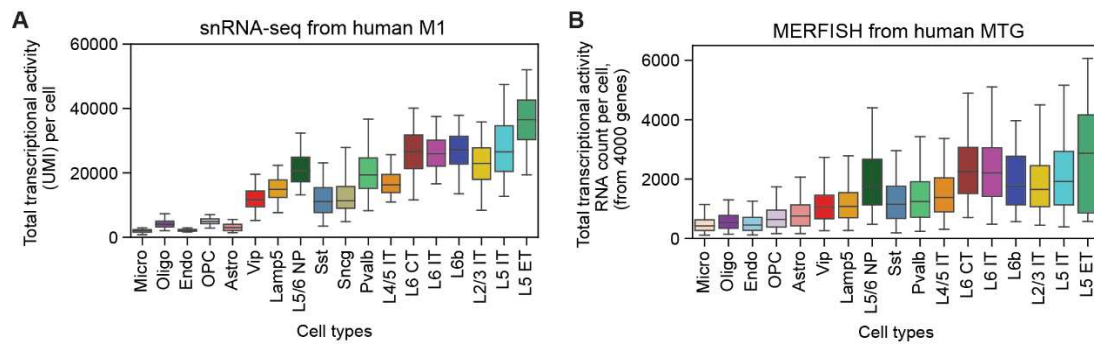 A
snRNA-seq from human M1
Total transcriptional activity
(UMI) per cell
60000
40000
20000
0
Micro
Oligo
Endo
OPC
Astro
Vip
Lamp5
L5/6 NP
Sst
Sncg
Pvalb
L4/5 IT
L6 CT
L6 IT
L6b
L2/3 IT
L5 IT
L5 ET
Cell types
B
MERFISH from human MTG
Total transcriptional activity
RNA count per cell,
(from 4000 genes)
6000
4000
2000
0
Micro
Oligo
Endo
OPC
Astro
Vip
Lamp5
L5/6 NP
Sst
Pvalb
L4/5 IT
L6 CT
L6 IT
L6b
L2/3 IT
L5 IT
L5 ET
Cell types